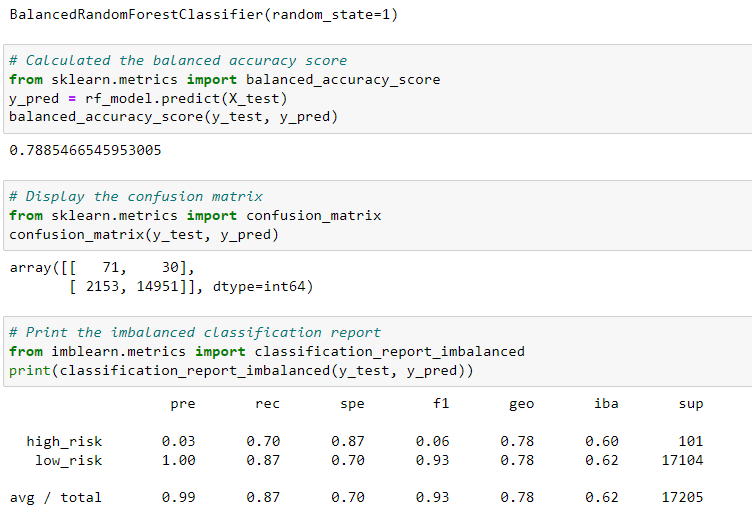 BalancedRandomForestClassifier(random_state=1)
# Calculated the balanced accuracy score
from sklearn.metrics import balanced_accuracy_score
y_pred = rf_model.predict(X_test)
balanced_accuracy_score(y_test, y_pred)
0.7885466545953005
# Display the confusion matrix
from sklearn.metrics import confusion_matrix
confusion_matrix(y_test, y_pred)
array([[   71,    30],
       [ 2153, 14951]], dtype=int64)
# Print the imbalanced classification report
from imblearn.metrics import classification_report_imbalanced
print(classification_report_imbalanced(y_test, y_pred))
                   pre       rec       spe        f1       geo       iba       sup
  high_risk       0.03      0.70      0.87      0.06      0.78      0.60       101
   low_risk       1.00      0.87      0.70      0.93      0.78      0.62     17104
avg / total       0.99      0.87      0.70      0.93      0.78      0.62     17205